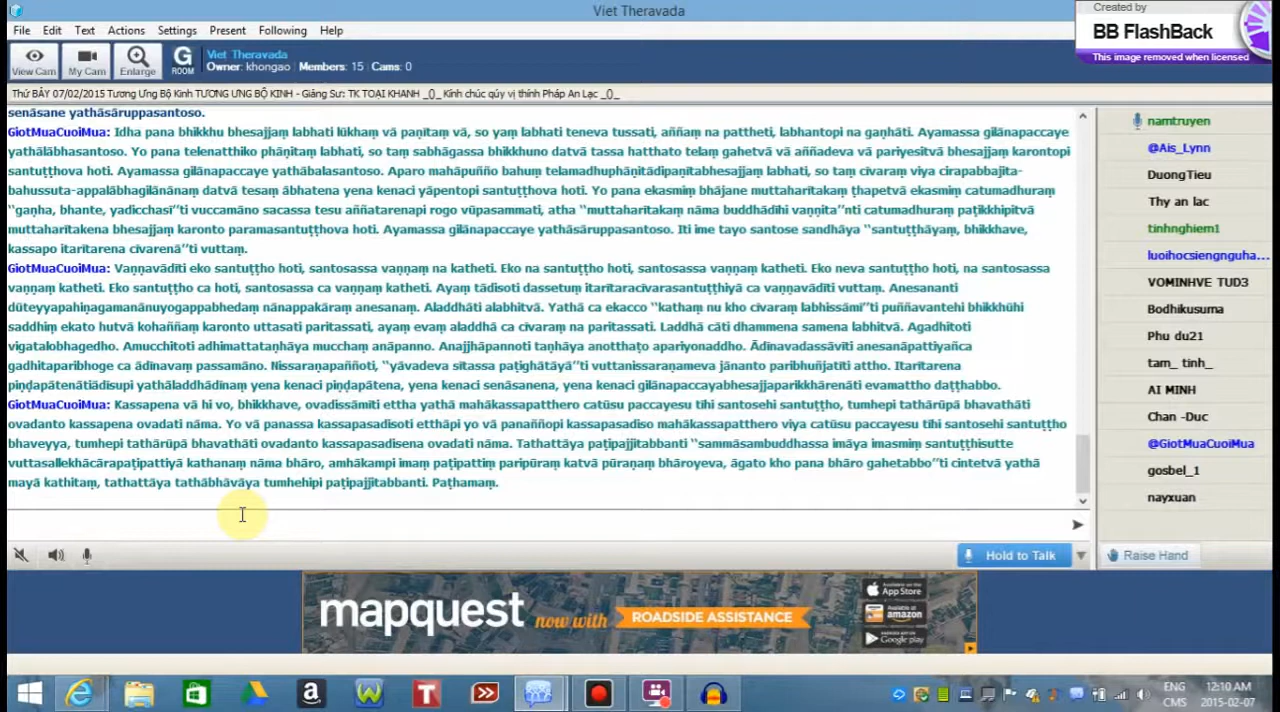 Viet Theravada
Created by
BB FlashBack
This image removed when licensed
File Edit Text Actions Settings Present Following Help
View Cam My Cam Enlarge G ROOM
Viet Theravada
Owner: khongao Members: 15 Cams: 0
Thứ BẢY 07/02/2015 Tương Ưng Bộ Kinh TƯƠNG ƯNG BỘ KINH - Giảng Sư: TK TOẠI KHANH _()_ Kính chúc qúy vị thính Pháp An Lạc _()_
senāsane yathāsāruppasantoso.
GiotMuaCuoiMua: Idha pana bhikkhu bhesajjaṃ labhati lūkhaṃ vā paṇītaṃ vā, so yaṃ labhati teneva tussati, aññaṃ na pattheti, labhantopi na gaṇhāti. Ayamassa gilānapaccaye
yathālābhasantoso. Yo pana telenatthiko phāṇitaṃ labhati, so taṃ sabhāgassa bhikkhuno datvā tassa hatthato telaṃ gahetvā vā aññadeva vā pariyesitvā bhesajjaṃ karontopi
santuṭṭhova hoti. Ayamassa gilānapaccaye yathābalasantoso. Aparo mahāpuñño bahuṃ telamadhuphāṇitādipaṇītabhesajjaṃ labhati, so taṃ cīvaraṃ viya cirapabbajita-
bahussuta-appalābhagilānānaṃ datvā tesaṃ ābhatena yena kenaci yāpentopi santuṭṭhova hoti. Yo pana ekasmiṃ bhājane muttaharītakaṃ ṭhapetvā ekasmiṃ catumadhuraṃ
“gaṇha, bhante, yadicchasī”ti vuccamāno sacassa tesu aññatarenapi rogo vūpasammati, atha “muttaharītakaṃ nāma buddhādīhi vaṇṇita”nti catumadhuraṃ paṭikkhipitvā
muttaharītakena bhesajjaṃ karonto paramasantuṭṭhova hoti. Ayamassa gilānapaccaye yathāsāruppasantoso. Iti ime tayo santose sandhāya “santuṭṭhāyaṃ, bhikkhave,
kassapo itarītarena cīvarenā”ti vuttaṃ.
GiotMuaCuoiMua: Vaṇṇavādīti eko santuṭṭho hoti, santosassa vaṇṇaṃ na katheti. Eko na santuṭṭho hoti, santosassa vaṇṇaṃ katheti. Eko neva santuṭṭho hoti, na santosassa
vaṇṇaṃ katheti. Eko santuṭṭho ca hoti, santosassa ca vaṇṇaṃ katheti. Ayaṃ tādisoti dassetuṃ itarītaracīvarasantuṭṭhiyā ca vaṇṇavādīti vuttaṃ. Anesananti
dūteyyapahiṇagamanānuyogappabhedaṃ nānappakāraṃ anesanaṃ. Aladdhāti alabhitvā. Yathā ca ekacco “kathaṃ nu kho cīvaraṃ labhissāmī”ti puññavantehi bhikkhūhi
saddhiṃ ekato hutvā kohaññaṃ karonto uttasati paritassati, ayaṃ evaṃ aladdhā ca cīvaraṃ na paritassati. Laddhā cāti dhammena samena labhitvā. Agadhitoti
vigatalobhagedho. Amucchitoti adhimattataṇhāya mucchaṃ anāpanno. Anajjhāpannoti taṇhāya anotthaṭo apariyonaddho. Ādīnavadassāvīti anesanāpattiyañca
gadhitaparibhoge ca ādīnavaṃ passamāno. Nissaraṇapaññoti, “yāvadeva sītassa paṭighātāyā”ti vuttanissaraṇameva jānanto paribhuñjatīti attho. Itarītarena
piṇḍapātenātiādīsupi yathāladdhādīnaṃ yena kenaci piṇḍapātena, yena kenaci senāsanena, yena kenaci gilānapaccayabhesajjaparikkhārenāti evamattho daṭṭhabbo.
GiotMuaCuoiMua: Kassapena vā hi vo, bhikkhave, ovadissāmīti ettha yathā mahākassapatthero catūsu paccayesu tīhi santosehi santuṭṭho, tumhepi tathārūpā bhavathāti
ovadanto kassapena ovadati nāma. Yo vā panassa kassapasadisoti etthāpi yo vā panaññopi kassapasadiso mahākassapatthero viya catūsu paccayesu tīhi santosehi santuṭṭho
bhaveyya, tumhepi tathārūpā bhavathāti ovadanto kassapasadisena ovadati nāma. Tathattāya paṭipajjitabbanti “sammāsambuddhassa imāya imasmiṃ santuṭṭhisutte
vuttasallekhācārapaṭipattiyā kathanaṃ nāma bhāro, amhākampi imaṃ paṭipattiṃ paripūraṃ katvā pūraṇaṃ bhāroyeva, āgato kho pana bhāro gahetabbo”ti cintetvā yathā
mayā kathitaṃ, tathattāya tathābhāvāya tumhehipi paṭipajjitabbanti. Paṭhamaṃ.
namtruyen
@Ais_Lynn
DuongTieu
Thy an lac
tinhnghiem1
luoihocsiengnguha...
VOMINHVE TUD3
Bodhikusuma
Phu du21
tam_ tinh_
AI MINH
Chan -Duc
@GiotMuaCuoiMua
gosbel_1
nayxuan
Hold to Talk
Raise Hand
mapquest now with ROADSIDE ASSISTANCE
Available on the App Store
Available at amazon
Google play
ENG
CMS
12:10 AM
2015-02-07